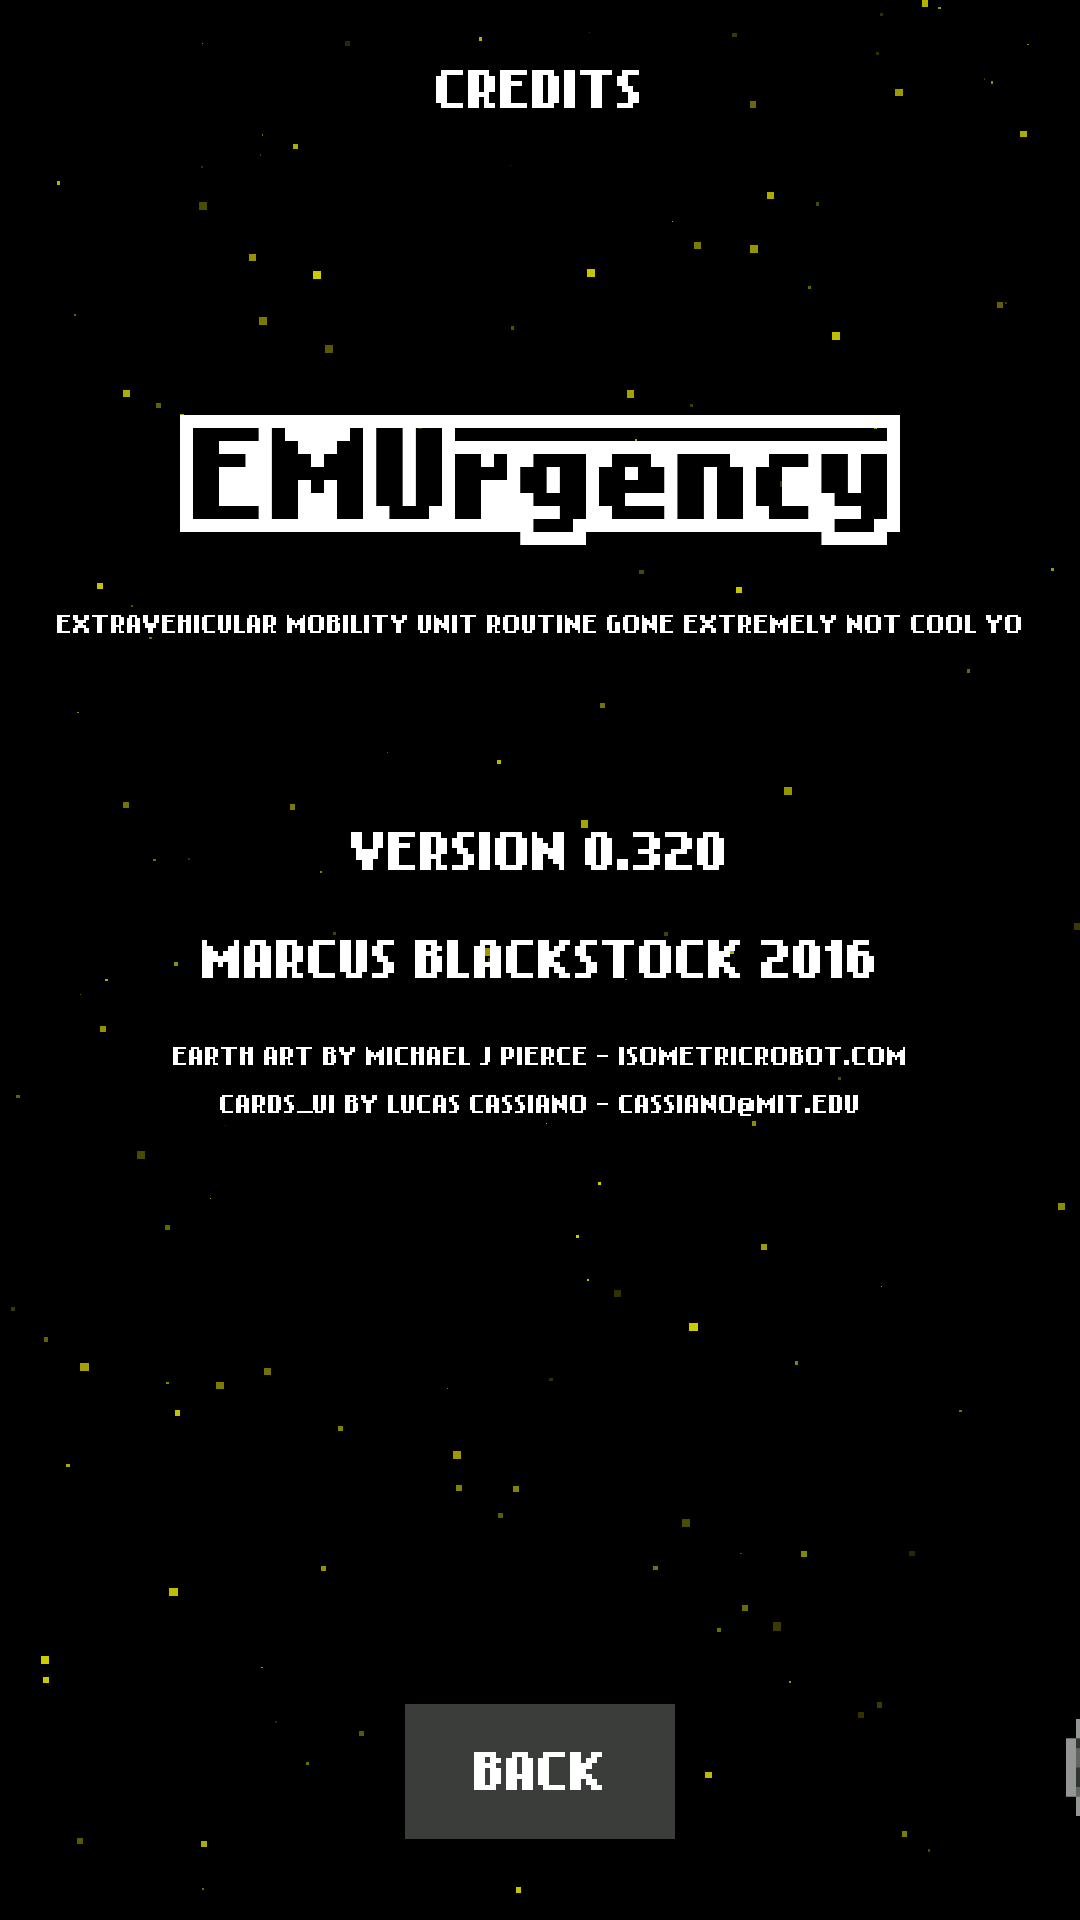 CREDITS
EMUrgency
EXTRAVEHICULAR MOBILITY UNIT ROUTINE GONE EXTREMELY NOT COOL YO
VERSION 0.320
MARCUS BLACKSTOCK 2016
EARTH ART BY MICHAEL J PIERCE - ISOMETRICROBOT.COM
CARDS_UI BY LUCAS CASSIANO - CASSIANO@MIT.EDU
BACK